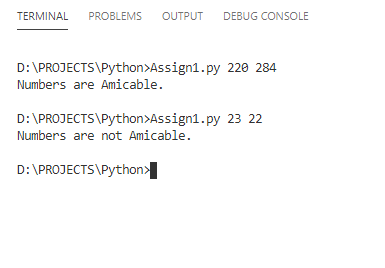 TERMINAL PROBLEMS OUTPUT DEBUG CONSOLE
D:\PROJECTS\Python>Assign1.py 220 284
Numbers are Amicable.
D:\PROJECTS\Python>Assign1.py 23 22
Numbers are not Amicable.
D:\PROJECTS\Python>